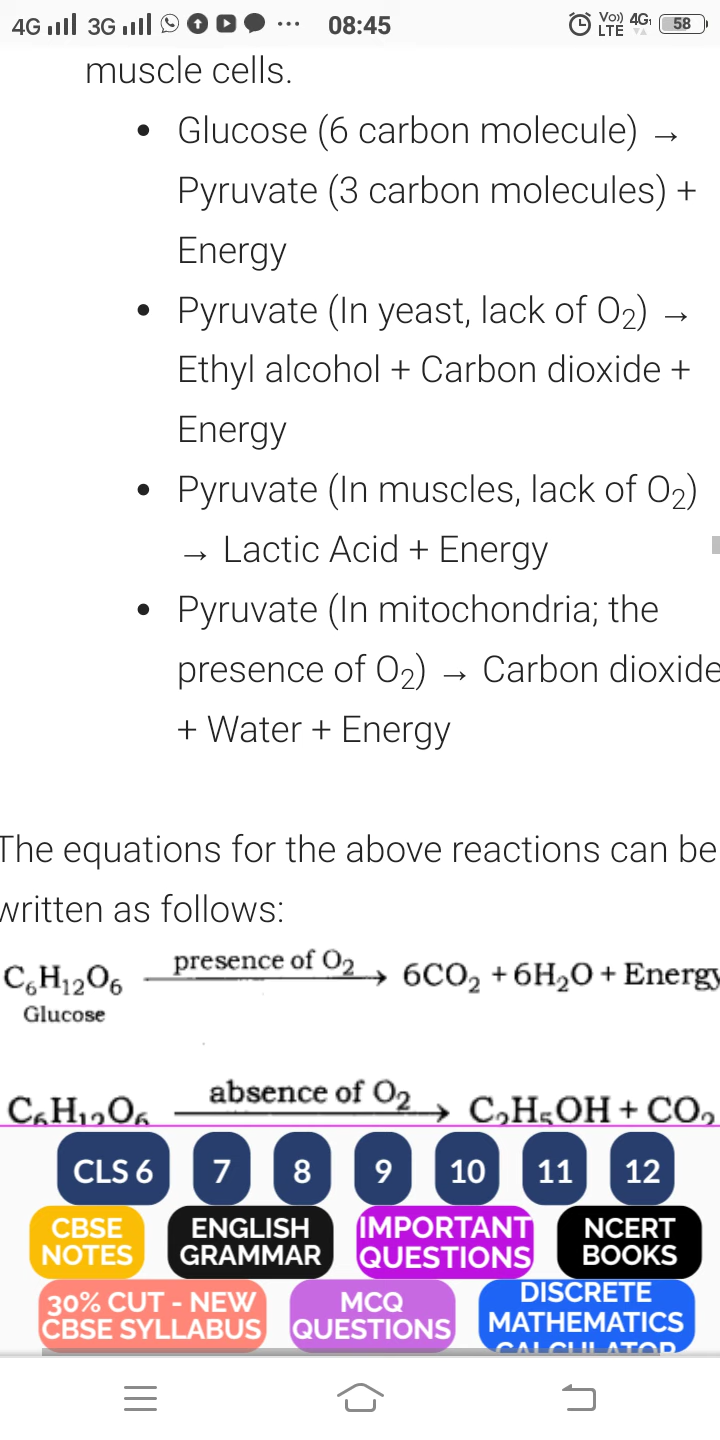 4G 3G ... 08:45 Vo)) LTE 4G 58
muscle cells.
• Glucose (6 carbon molecule) →
Pyruvate (3 carbon molecules) +
Energy
• Pyruvate (In yeast, lack of O₂) →
Ethyl alcohol + Carbon dioxide +
Energy
• Pyruvate (In muscles, lack of O₂)
→ Lactic Acid + Energy
• Pyruvate (In mitochondria; the
presence of O₂) → Carbon dioxide
+ Water + Energy
The equations for the above reactions can be
written as follows:
C₆H₁₂O₆ presence of O₂ → 6CO₂ + 6H₂O + Energy
Glucose
C₆H₁₂O₆ absence of O₂ → C₂H₅OH + CO₂
CLS 6 7 8 9 10 11 12
CBSE NOTES
ENGLISH GRAMMAR
IMPORTANT QUESTIONS
NCERT BOOKS
30% CUT - NEW CBSE SYLLABUS
MCQ QUESTIONS
DISCRETE MATHEMATICS CALCULATOR